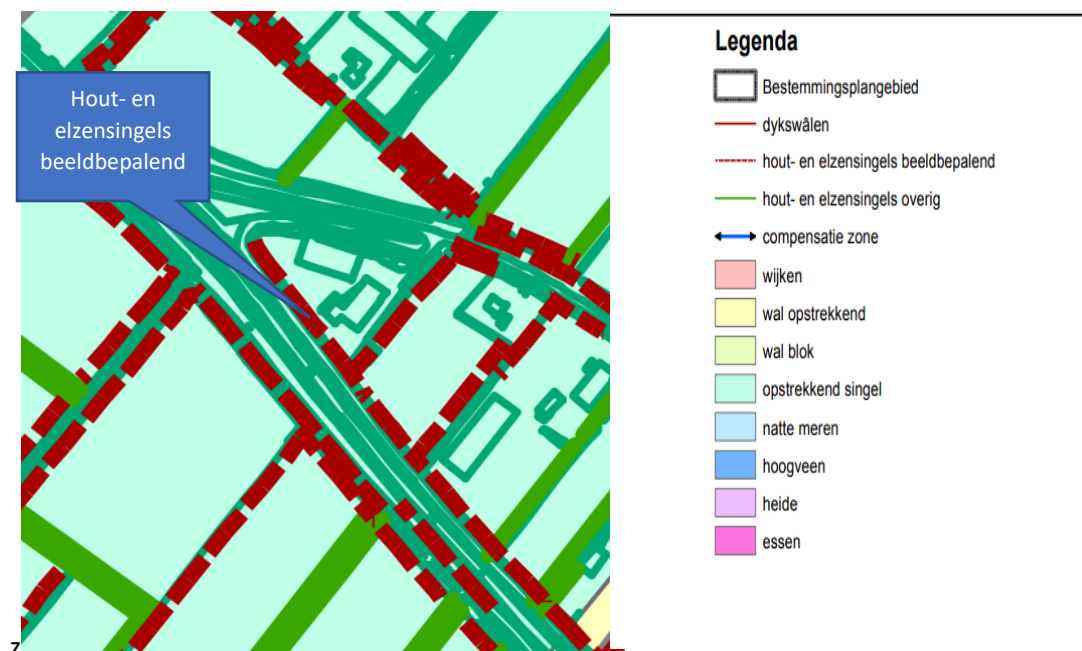 Hout- en
elzensingels
beeldbepalend
Legenda
Bestemmingsplangebied
dykswâlen
hout- en elzensingels beeldbepalend
hout- en elzensingels overig
compensatie zone
wijken
wal opstrekkend
wal blok
opstrekkend singel
natte meren
hoogveen
heide
essen